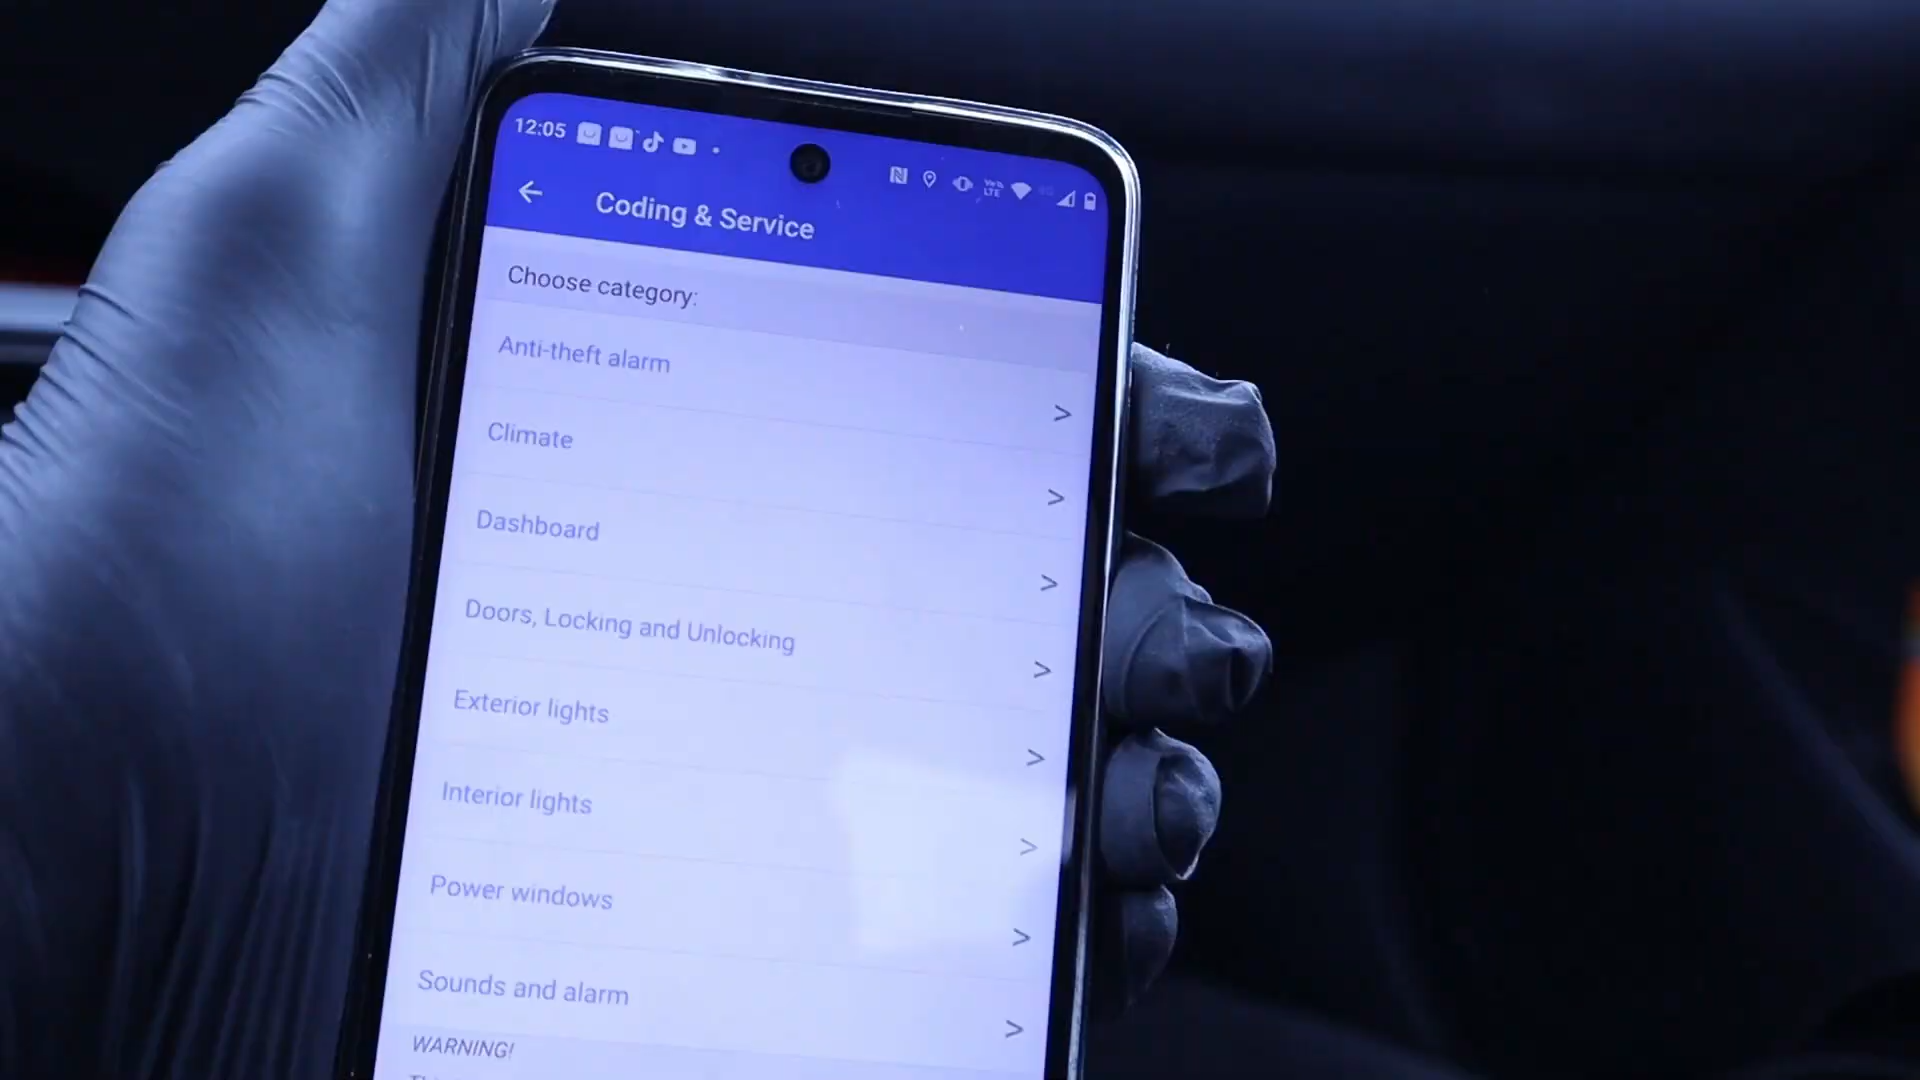 12:05
Coding & Service
Choose category:
Anti-theft alarm
Climate
Dashboard
Doors, Locking and Unlocking
Exterior lights
Interior lights
Power windows
Sounds and alarm
WARNING!